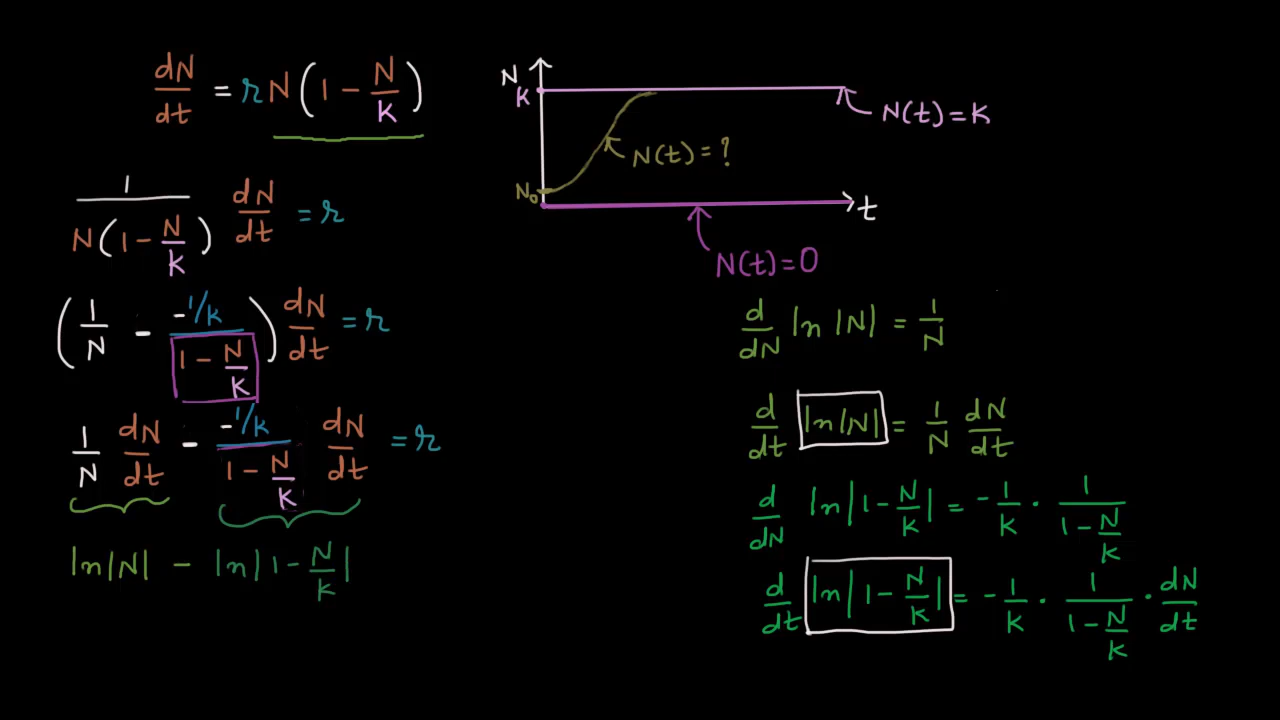 dN/dt = rN(1 - N/K)
1/(N(1 - N/K)) dN/dt = r
(1/N - (-1/K)/(1 - N/K)) dN/dt = r
1/N dN/dt - (-1/K)/(1 - N/K) dN/dt = r
ln|N| - ln|1 - N/K|
N
K
N(t) = K
N(t) = ?
N₀
t
N(t) = 0
d/dN ln|N| = 1/N
d/dt ln|N| = 1/N dN/dt
d/dN ln|1 - N/K| = -1/K · 1/(1 - N/K)
d/dt ln|1 - N/K| = -1/K · 1/(1 - N/K) · dN/dt